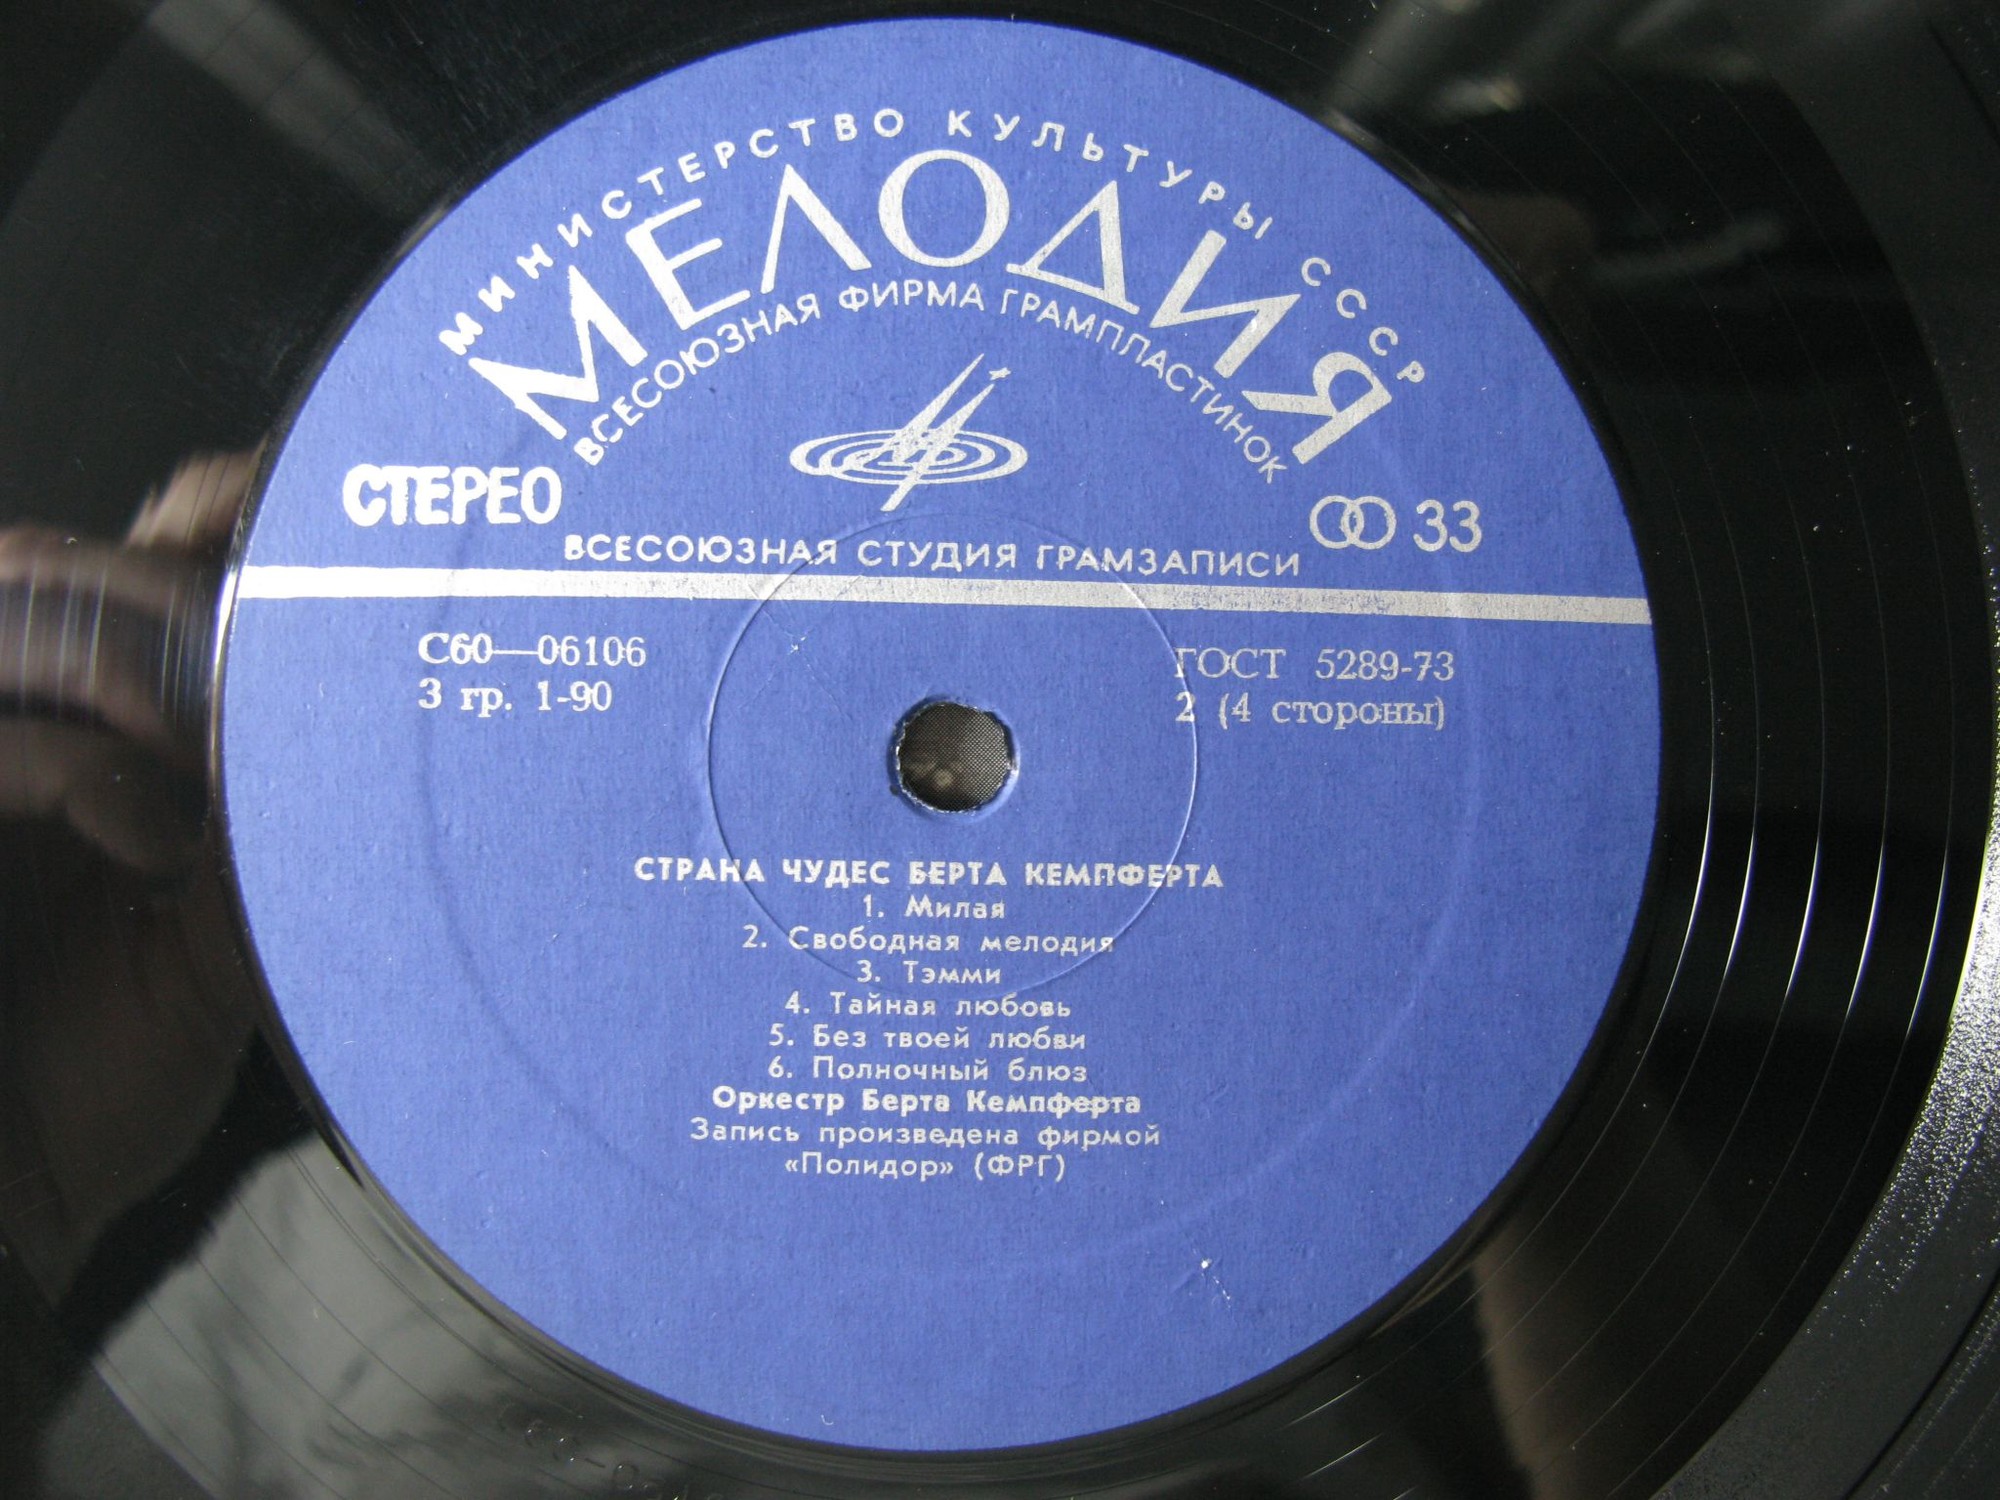 МИНИСТЕРСТВО КУЛЬТУРЫ СССР
МЕЛОДИЯ
ВСЕСОЮЗНАЯ ФИРМА ГРАМПЛАСТИНОК
СТЕРЕО
33
ВСЕСОЮЗНАЯ СТУДИЯ ГРАМЗАПИСИ
С60—06106
ГОСТ 5289-73
3 гр. 1-90
2 (4 стороны)
СТРАНА ЧУДЕС БЕРТА КЕМПФЕРТА
1. Милая
2. Свободная мелодия
3. Тэмми
4. Тайная любовь
5. Без твоей любви
6. Полночный блюз
Оркестр Берта Кемпферта
Запись произведена фирмой
«Полидор» (ФРГ)